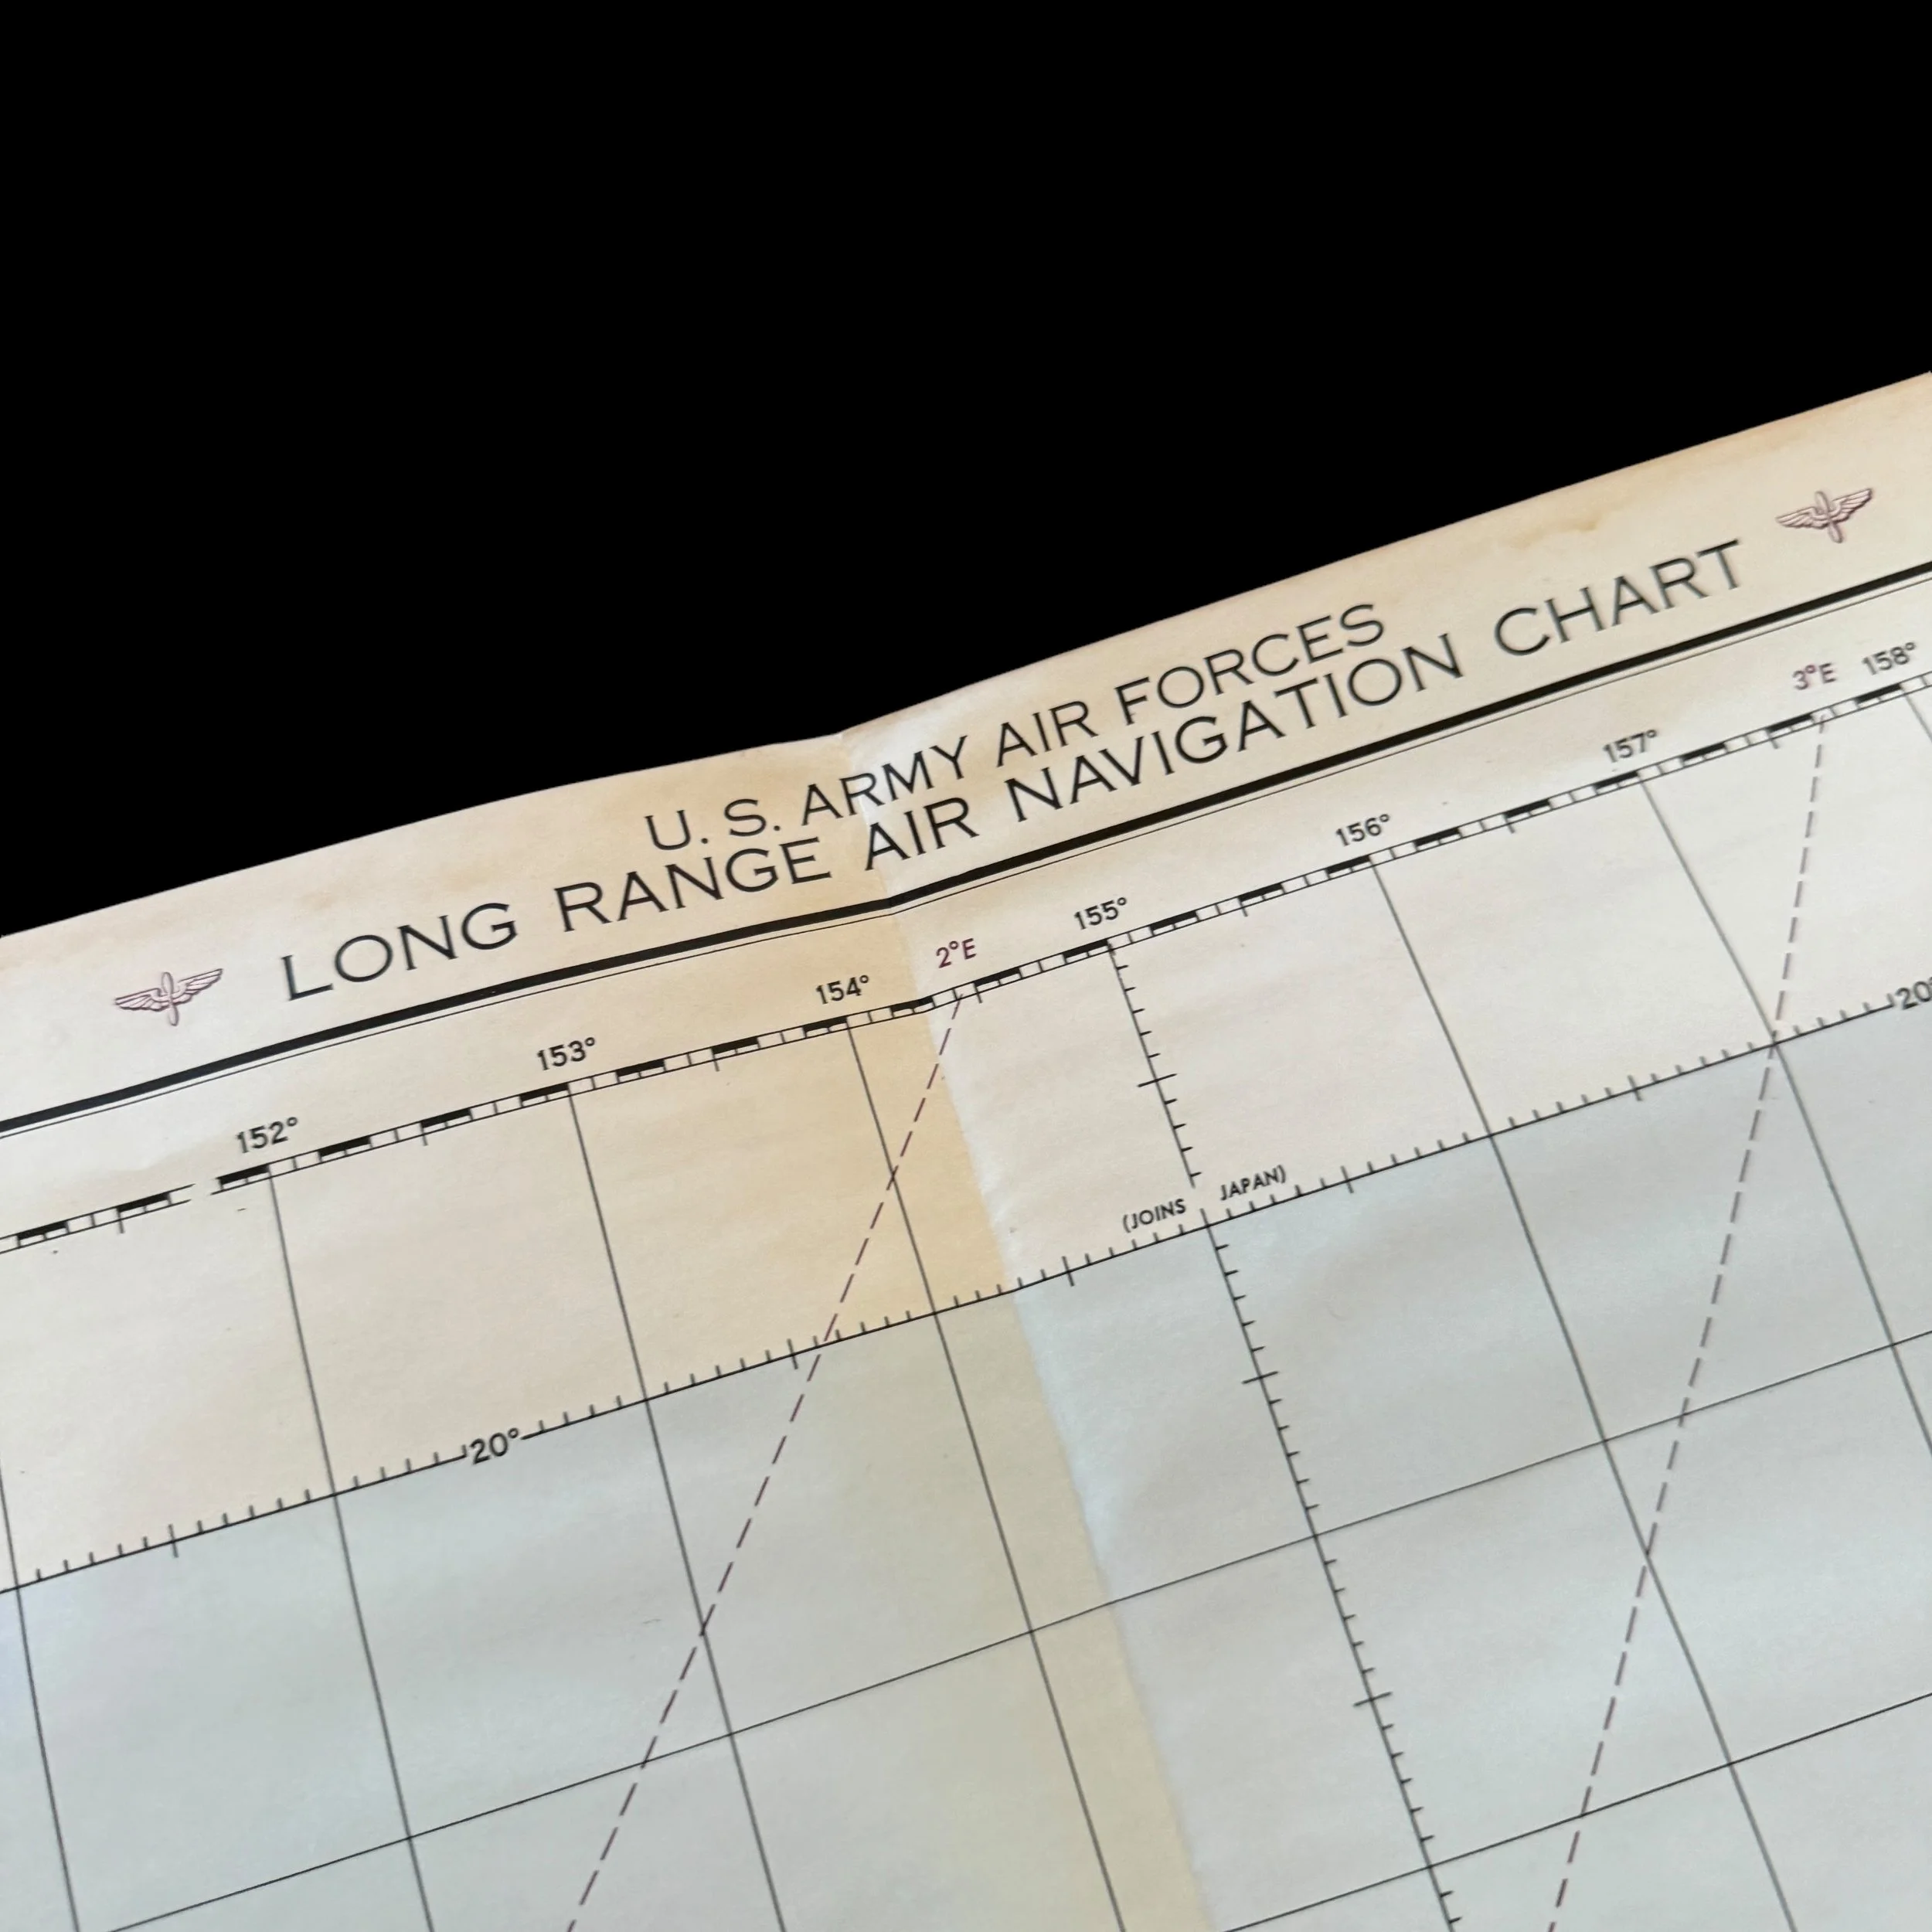 U. S. ARMY AIR FORCES
LONG RANGE AIR NAVIGATION CHART
152° 153° 154° 2°E 155° 156° 157° 3°E 158°
(JOINS JAPAN)
20° 20°